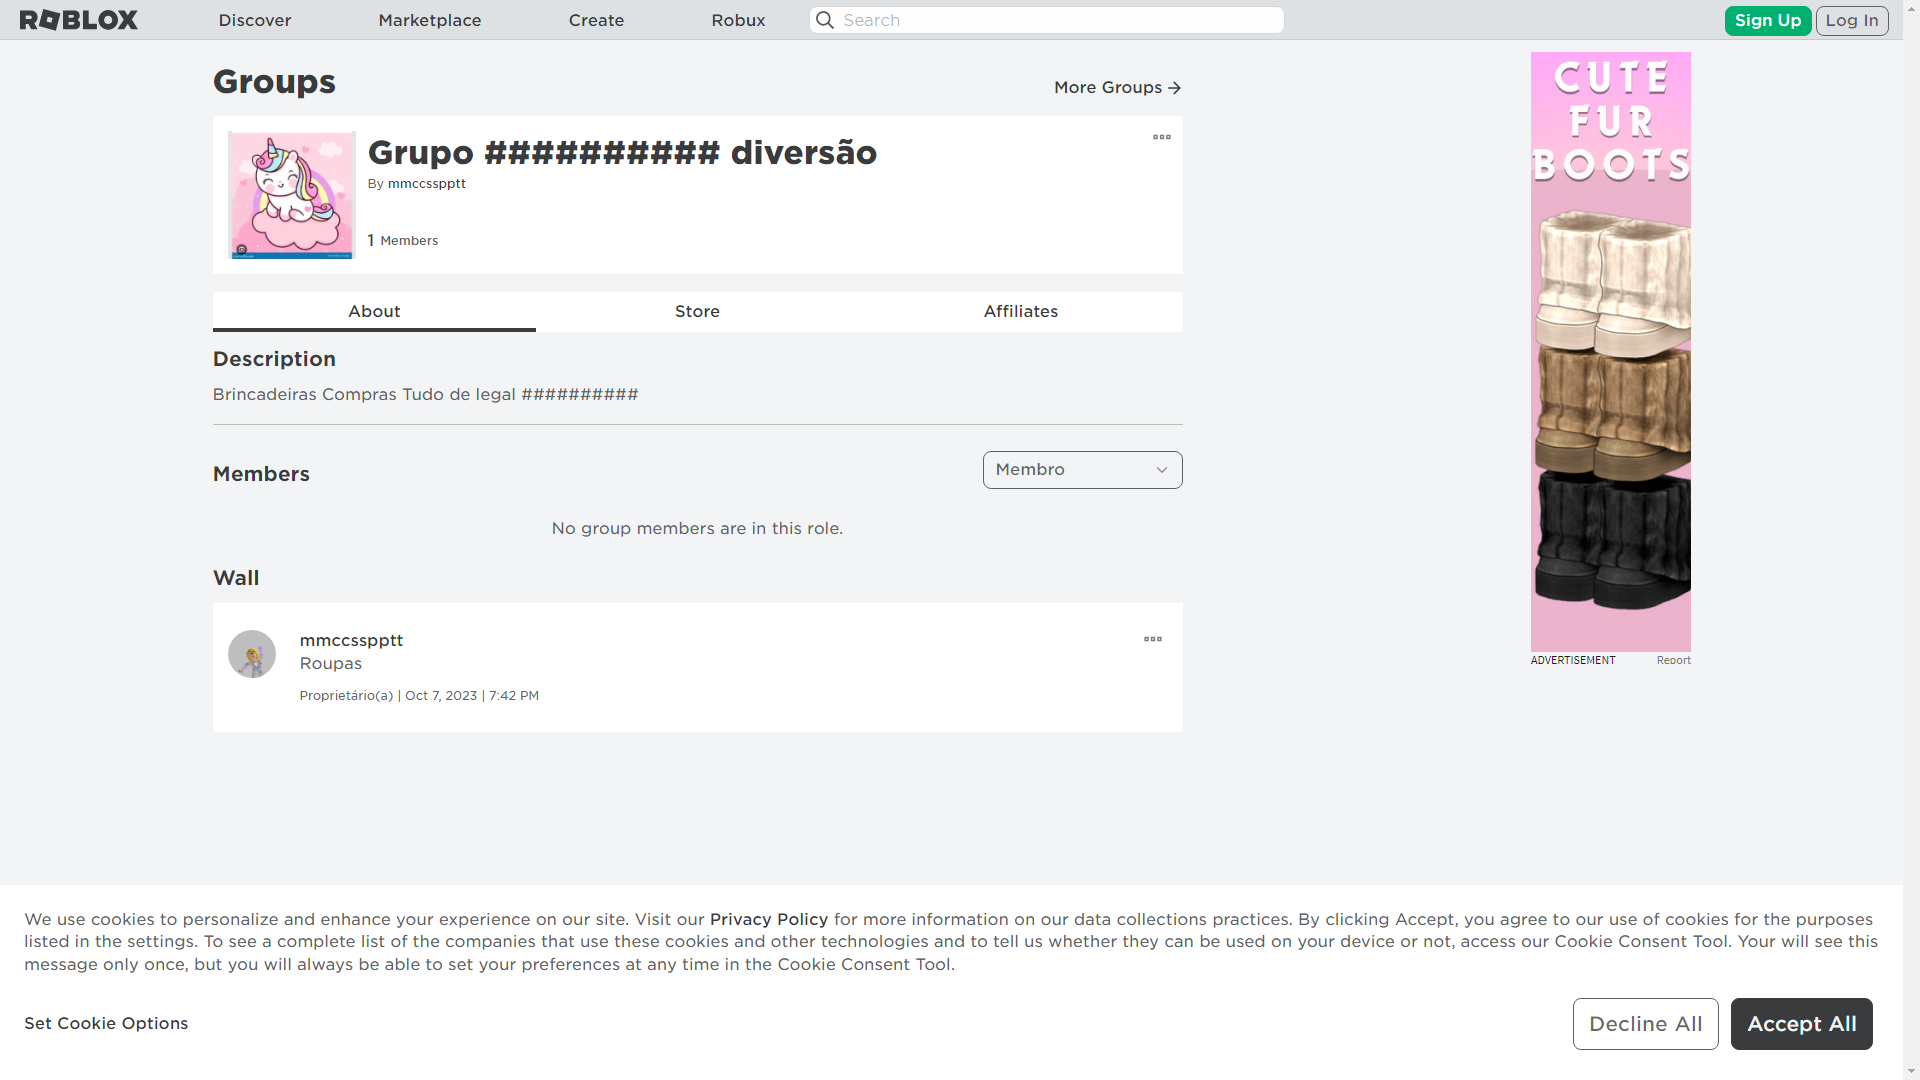 ROBLOX
Discover
Marketplace
Create
Robux
Search
Sign Up
Log In
Groups
More Groups
Grupo ########## diversão
By mmccsspptt
1 Members
About
Store
Affiliates
Description
Brincadeiras Compras Tudo de legal ##########
Members
Membro
No group members are in this role.
Wall
mmccsspptt
Roupas
Proprietário(a) | Oct 7, 2023 | 7:42 PM
CUTE
FUR
BOOTS
ADVERTISEMENT
Report
We use cookies to personalize and enhance your experience on our site. Visit our Privacy Policy for more information on our data collections practices. By clicking Accept, you agree to our use of cookies for the purposes
listed in the settings. To see a complete list of the companies that use these cookies and other technologies and to tell us whether they can be used on your device or not, access our Cookie Consent Tool. Your will see this
message only once, but you will always be able to set your preferences at any time in the Cookie Consent Tool.
Set Cookie Options
Decline All
Accept All